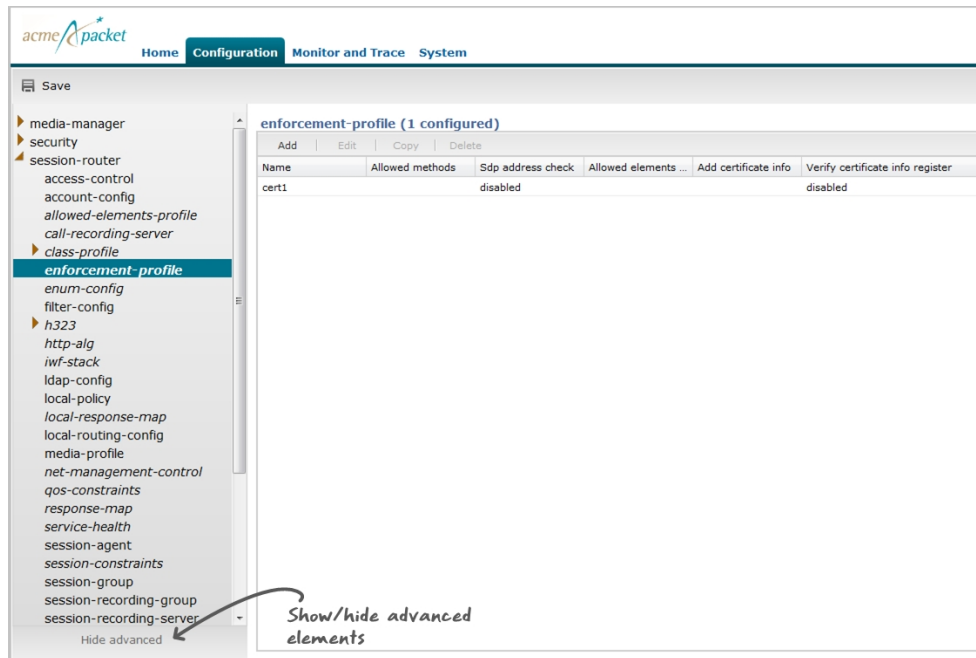 acme packet
Home Configuration Monitor and Trace System
Save
media-manager
security
session-router
access-control
account-config
allowed-elements-profile
call-recording-server
class-profile
enforcement-profile
enum-config
filter-config
h323
http-alg
iwf-stack
ldap-config
local-policy
local-response-map
local-routing-config
media-profile
net-management-control
qos-constraints
response-map
service-health
session-agent
session-constraints
session-group
session-recording-group
session-recording-server
Hide advanced
enforcement-profile (1 configured)
Add Edit Copy Delete
Name Allowed methods Sdp address check Allowed elements ... Add certificate info Verify certificate info register
cert1 disabled disabled
Show/hide advanced
elements